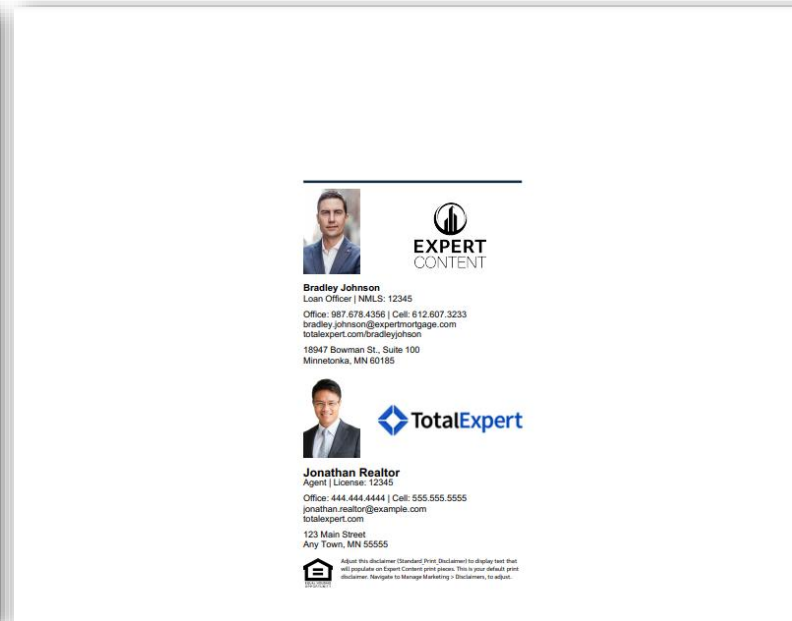 EXPERT
CONTENT
Bradley Johnson
Loan Officer | NMLS: 12345
Office: 987.678.4356 | Cell: 612.607.3233
bradley.johnson@expertmortgage.com
totalexpert.com/bradleyjohson
18947 Bowman St., Suite 100
Minnetonka, MN 60185
TotalExpert
Jonathan Realtor
Agent | License: 12345
Office: 444.444.4444 | Cell: 555.555.5555
jonathan.realtor@example.com
totalexpert.com
123 Main Street
Any Town, MN 55555
Adjust this disclaimer (Standard_Print_Disclaimer) to display text that
will populate on Expert Content print pieces. This is your default print
disclaimer. Navigate to Manage Marketing > Disclaimers, to adjust.